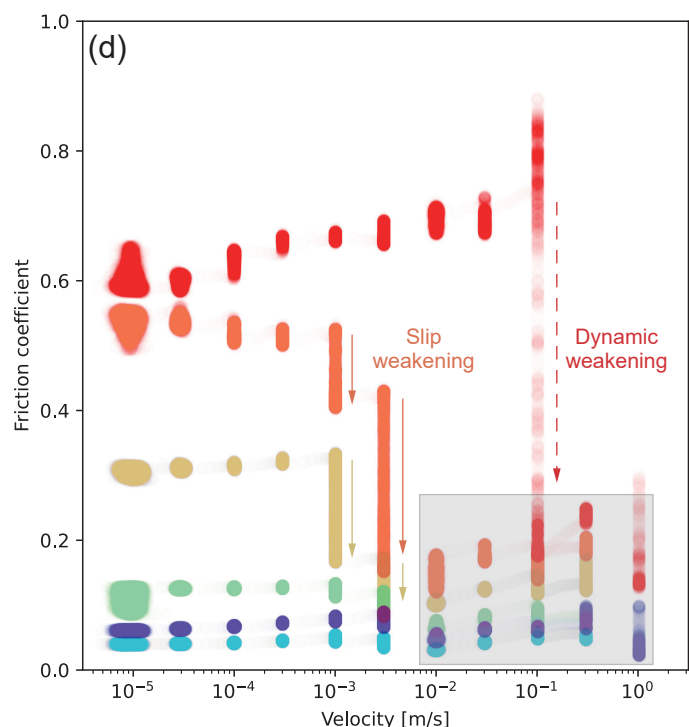 (d)
1.0
0.8
0.6
0.4
0.2
0.0
Friction coefficient
Slip
weakening
Dynamic
weakening
10⁻⁵
10⁻⁴
10⁻³
10⁻²
10⁻¹
10⁰
Velocity [m/s]